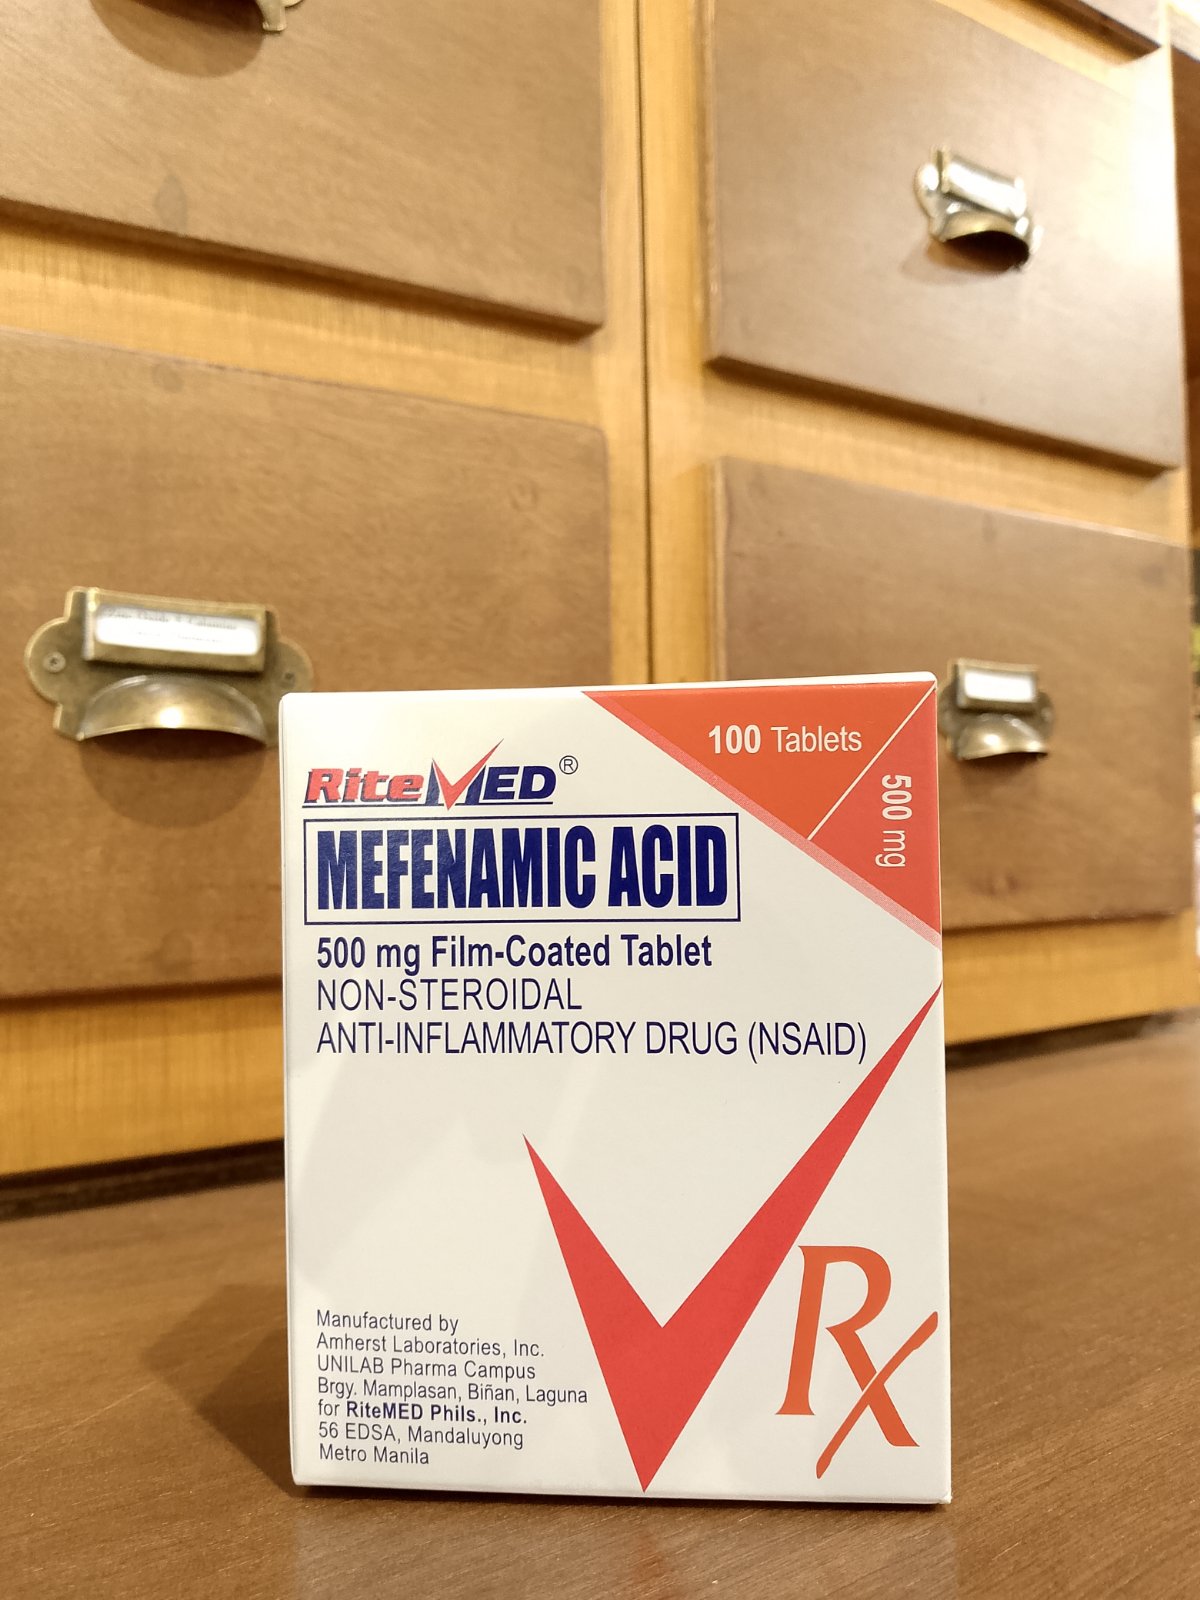 100 Tablets
500 mg
RiteMED®
MEFENAMIC ACID
500 mg Film-Coated Tablet
NON-STEROIDAL
ANTI-INFLAMMATORY DRUG (NSAID)
Rx
Manufactured by
Amherst Laboratories, Inc.
UNILAB Pharma Campus
Brgy. Mamplasan, Biñan, Laguna
for RiteMED Phils., Inc.
56 EDSA, Mandaluyong
Metro Manila